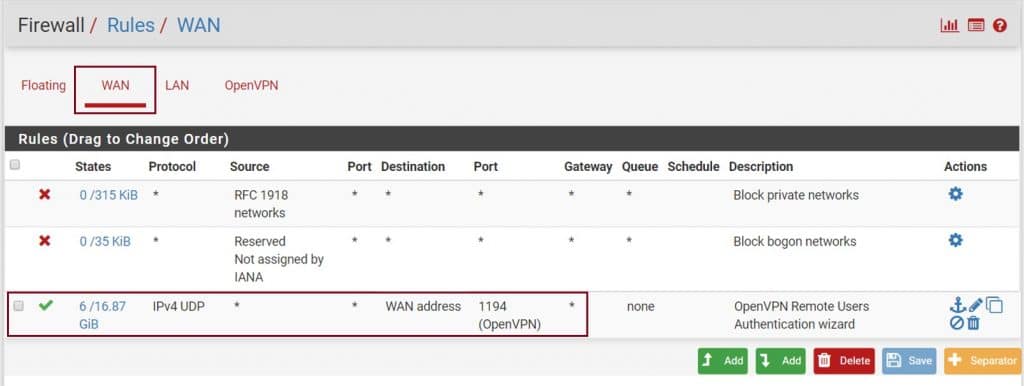 Firewall / Rules / WAN
Floating WAN LAN OpenVPN
Rules (Drag to Change Order)
States Protocol Source Port Destination Port Gateway Queue Schedule Description Actions
0 /315 KiB * RFC 1918 * * * * * Block private networks
networks
0 /35 KiB * Reserved * * * * * Block bogon networks
Not assigned by
IANA
6 /16.87 IPv4 UDP * * WAN address 1194 * none OpenVPN Remote Users
GiB (OpenVPN) Authentication wizard
Add Add Delete Save Separator